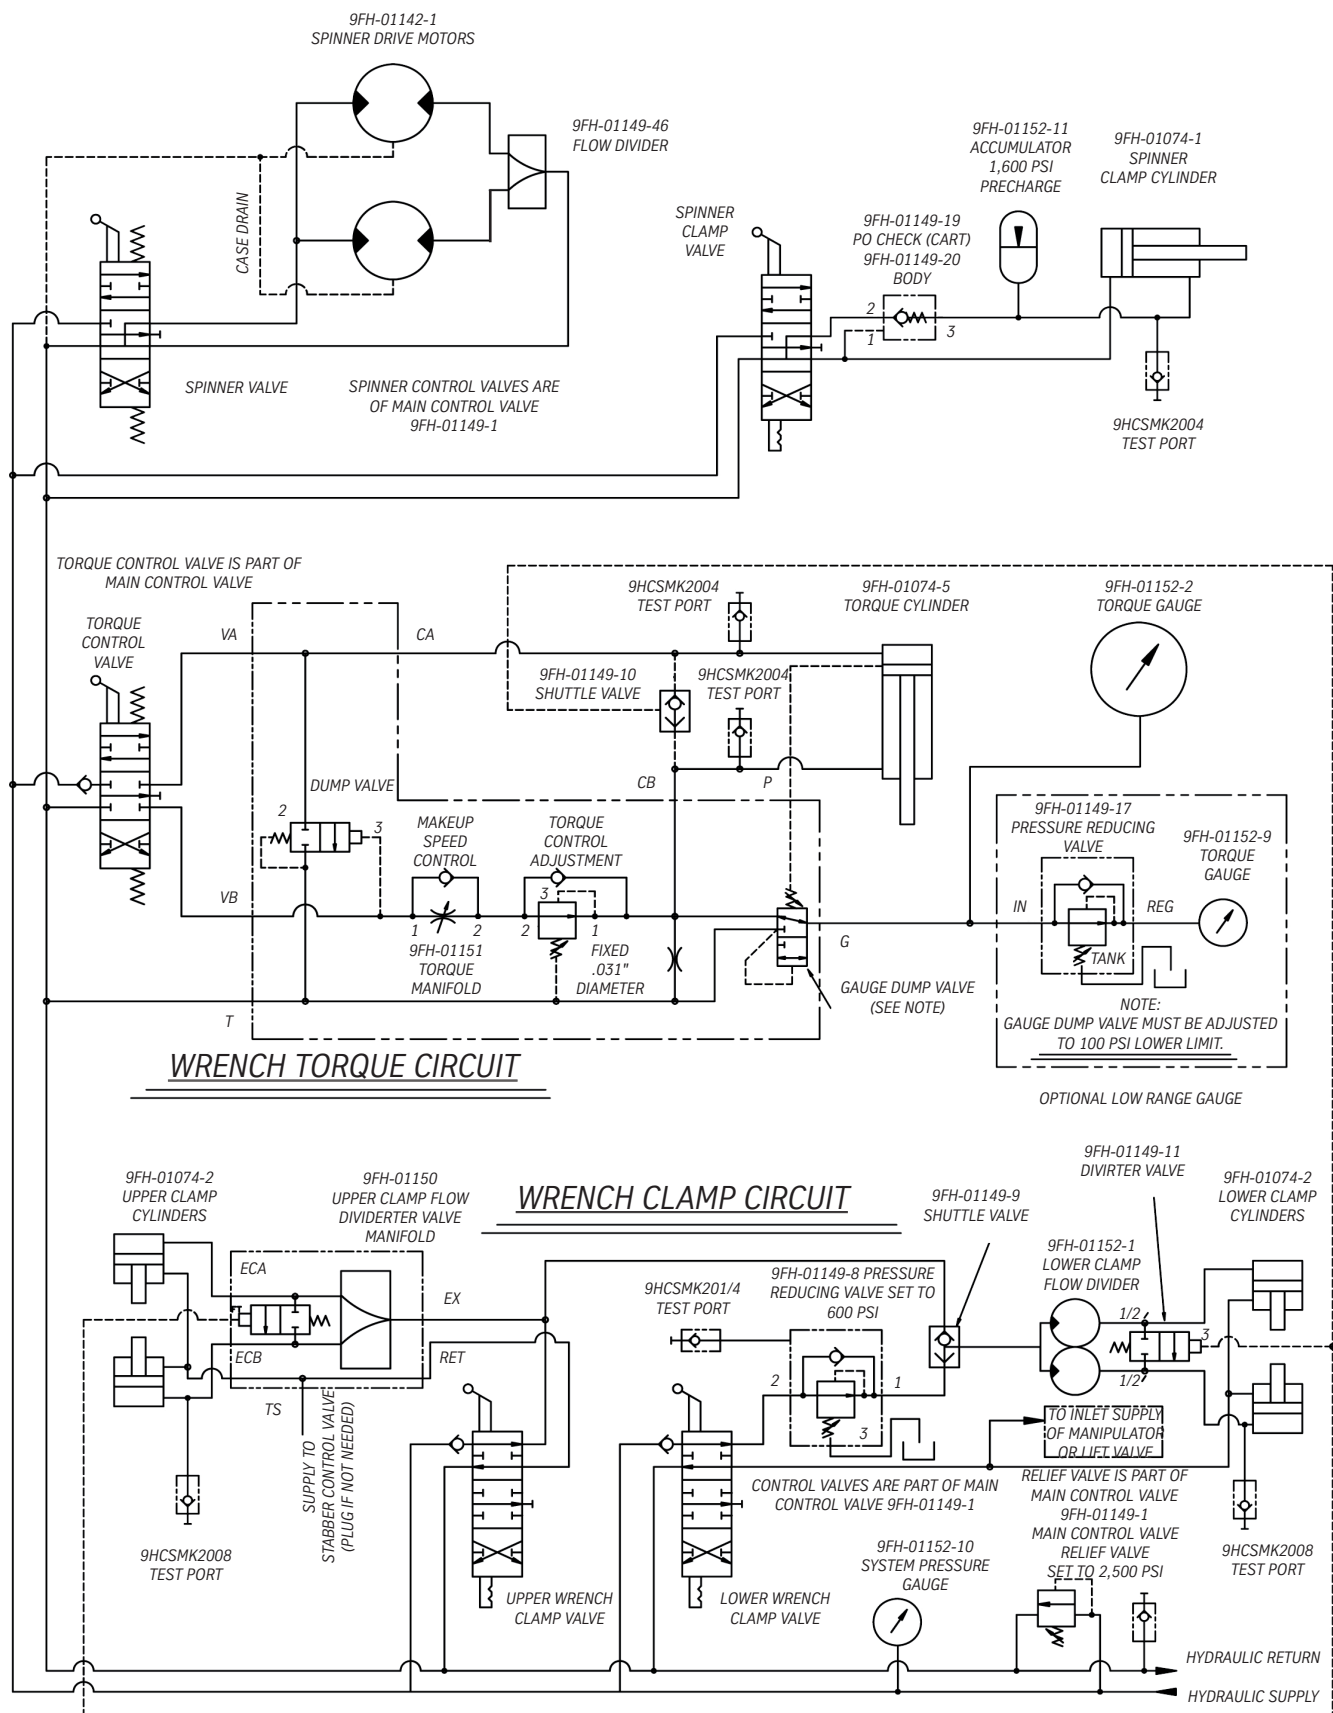 9FH-01142-1
SPINNER DRIVE MOTORS
9FH-01149-46
FLOW DIVIDER
9FH-01152-11
ACCUMULATOR
1,600 PSI
PRECHARGE
9FH-01074-1
SPINNER
CLAMP CYLINDER
CASE DRAIN
SPINNER
CLAMP
VALVE
9FH-01149-19
PO CHECK (CART)
9FH-01149-20
BODY
2
1
3
SPINNER VALVE
SPINNER CONTROL VALVES ARE
OF MAIN CONTROL VALVE
9FH-01149-1
9HCSMK2004
TEST PORT
TORQUE CONTROL VALVE IS PART OF
MAIN CONTROL VALVE
TORQUE
CONTROL
VALVE
VA
CA
9HCSMK2004
TEST PORT
9FH-01074-5
TORQUE CYLINDER
9FH-01152-2
TORQUE GAUGE
9FH-01149-10
SHUTTLE VALVE
9HCSMK2004
TEST PORT
DUMP VALVE
2
3
CB
P
MAKEUP
SPEED
CONTROL
TORQUE
CONTROL
ADJUSTMENT
9FH-01149-17
PRESSURE REDUCING
VALVE
9FH-01152-9
TORQUE
GAUGE
VB
1
2
9FH-01151
TORQUE
MANIFOLD
3
2
1
FIXED
.031"
DIAMETER
G
IN
REG
TANK
GAUGE DUMP VALVE
(SEE NOTE)
NOTE:
GAUGE DUMP VALVE MUST BE ADJUSTED
TO 100 PSI LOWER LIMIT.
T
WRENCH TORQUE CIRCUIT
OPTIONAL LOW RANGE GAUGE
9FH-01074-2
UPPER CLAMP
CYLINDERS
9FH-01150
UPPER CLAMP FLOW
DIVIDERTER VALVE
MANIFOLD
WRENCH CLAMP CIRCUIT
9FH-01149-9
SHUTTLE VALVE
9FH-01149-11
DIVIRTER VALVE
9FH-01074-2
LOWER CLAMP
CYLINDERS
9FH-01152-1
LOWER CLAMP
FLOW DIVIDER
ECA
EX
ECB
RET
TS
9HCSMK201/4
TEST PORT
9FH-01149-8 PRESSURE
REDUCING VALVE SET TO
600 PSI
2
1
3
1/2'
3
1/2'
SUPPLY TO
STABBER CONTROL VALVE
(PLUG IF NOT NEEDED)
TO INLET SUPPLY
OF MANIPULATOR
OR LIFT VALVE
CONTROL VALVES ARE PART OF MAIN
CONTROL VALVE 9FH-01149-1
RELIEF VALVE IS PART OF
MAIN CONTROL VALVE
9FH-01149-1
MAIN CONTROL VALVE
RELIEF VALVE
SET TO 2,500 PSI
9HCSMK2008
TEST PORT
9FH-01152-10
SYSTEM PRESSURE
GAUGE
9HCSMK2008
TEST PORT
UPPER WRENCH
CLAMP VALVE
LOWER WRENCH
CLAMP VALVE
HYDRAULIC RETURN
HYDRAULIC SUPPLY